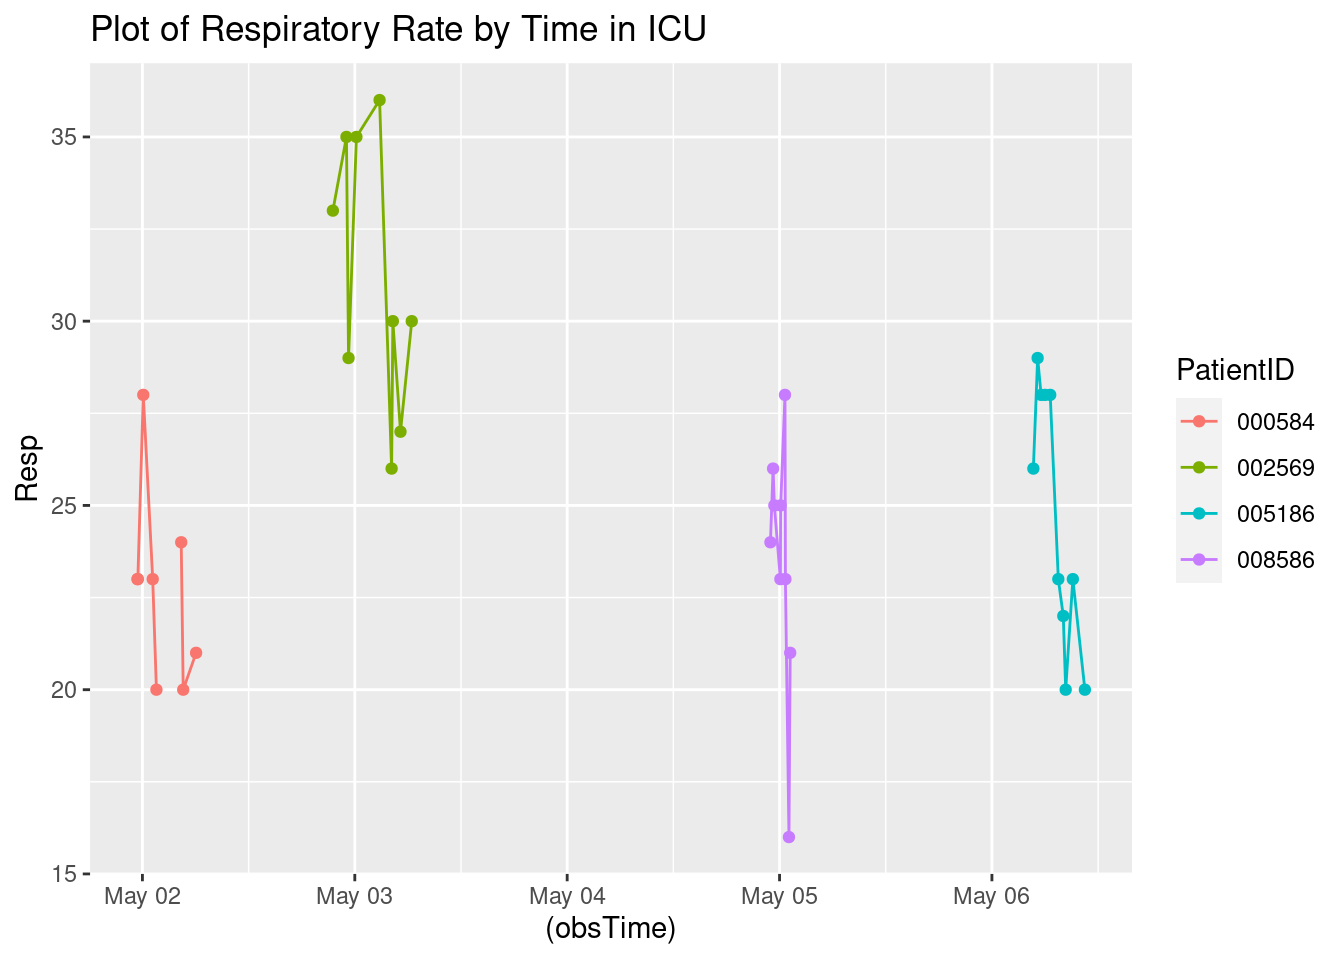 Plot of Respiratory Rate by Time in ICU
35
30
25
20
15
Resp
May 02 May 03 May 04 May 05 May 06
(obsTime)
PatientID
000584
002569
005186
008586